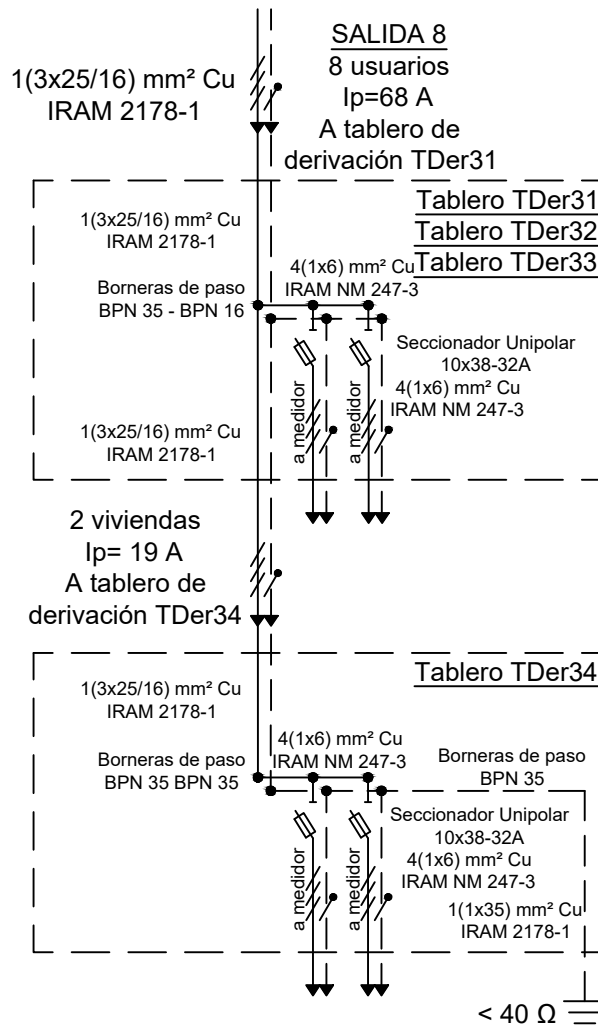 SALIDA 8
8 usuarios
Ip=68 A
A tablero de
derivación TDer31
1(3x25/16) mm² Cu
IRAM 2178-1
Tablero TDer31
Tablero TDer32
Tablero TDer33
1(3x25/16) mm² Cu
IRAM 2178-1
4(1x6) mm² Cu
IRAM NM 247-3
Borneras de paso
BPN 35 - BPN 16
Seccionador Unipolar
10x38-32A
4(1x6) mm² Cu
IRAM NM 247-3
a medidor
a medidor
1(3x25/16) mm² Cu
IRAM 2178-1
2 viviendas
Ip= 19 A
A tablero de
derivación TDer34
Tablero TDer34
1(3x25/16) mm² Cu
IRAM 2178-1
4(1x6) mm² Cu
IRAM NM 247-3
Borneras de paso
BPN 35 BPN 35
Borneras de paso
BPN 35
Seccionador Unipolar
10x38-32A
4(1x6) mm² Cu
IRAM NM 247-3
a medidor
a medidor
1(1x35) mm² Cu
IRAM 2178-1
< 40 Ω